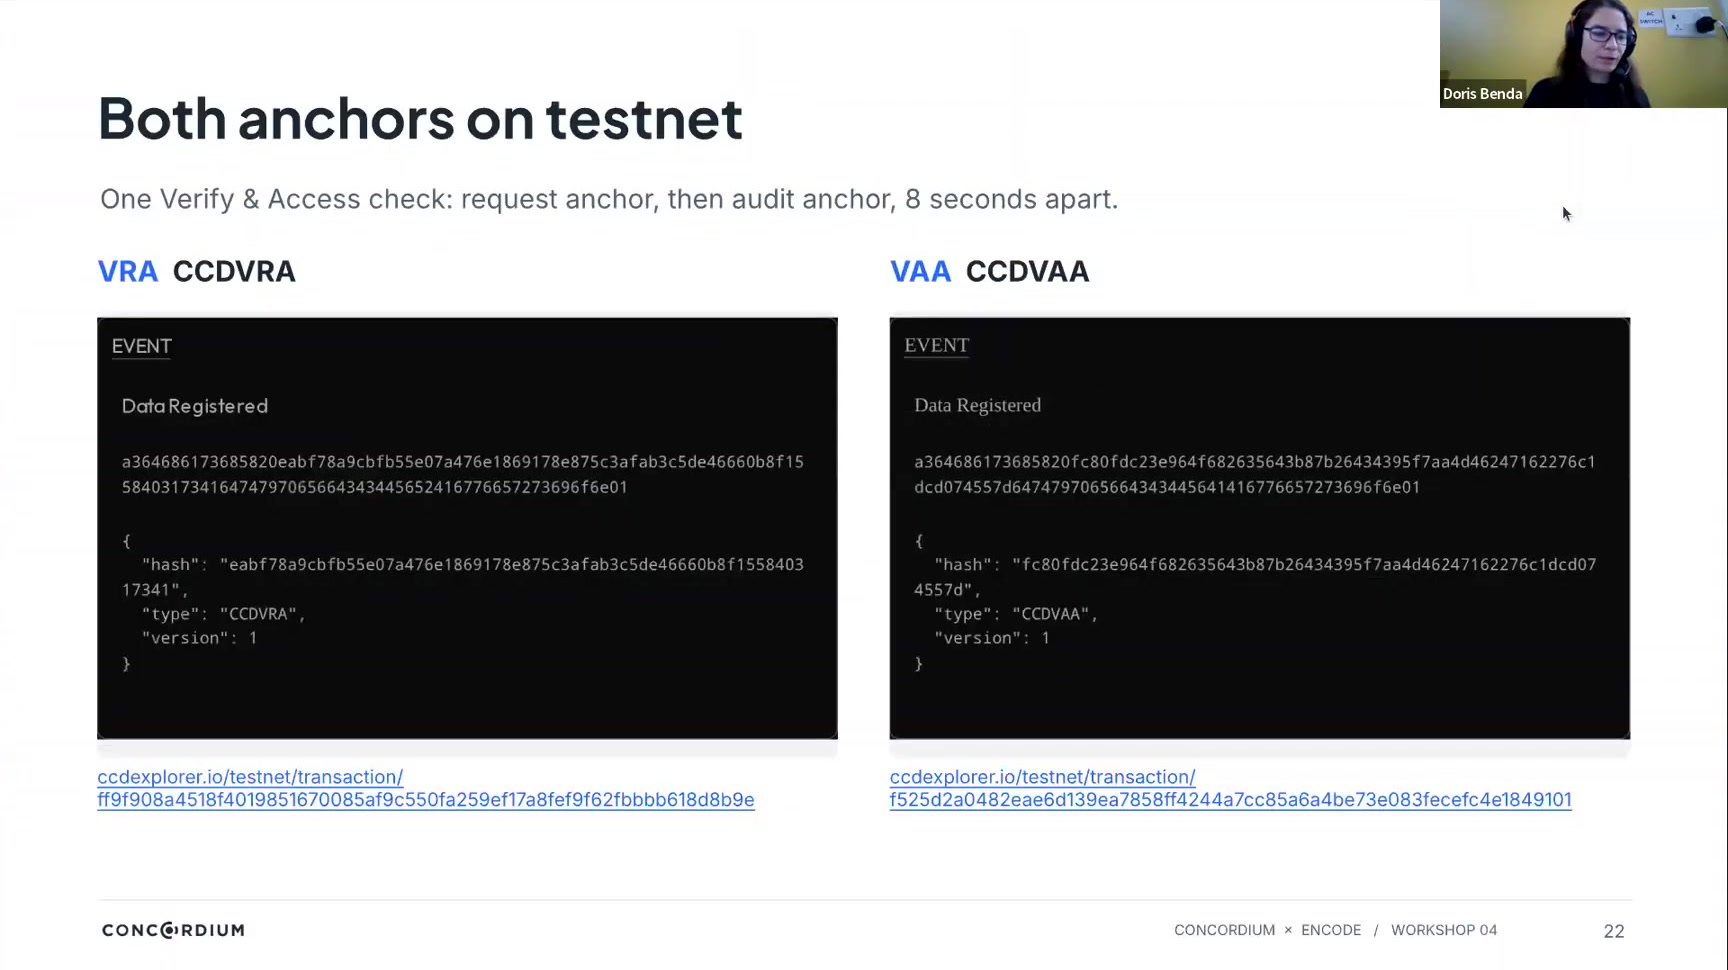 AC
SWITCH
Doris Benda
Both anchors on testnet
One Verify & Access check: request anchor, then audit anchor, 8 seconds apart.
VRA CCDVRA
EVENT
Data Registered
a364686173685820eabf78a9cbfb55e07a476e1869178e875c3afab3c5de46660b8f15
58403173416474797065664343445652416776657273696f6e01
{
"hash": "eabf78a9cbfb55e07a476e1869178e875c3afab3c5de46660b8f1558403
17341",
"type": "CCDVRA",
"version": 1
}
ccdexplorer.io/testnet/transaction/
ff9f908a4518f4019851670085af9c550fa259ef17a8fef9f62fbbbb618d8b9e
VAA CCDVAA
EVENT
Data Registered
a364686173685820fc80fdc23e964f682635643b87b26434395f7aa4d46247162276c1
dcd074557d6474797065664343445641416776657273696f6e01
{
"hash": "fc80fdc23e964f682635643b87b26434395f7aa4d46247162276c1dcd07
4557d",
"type": "CCDVAA",
"version": 1
}
ccdexplorer.io/testnet/transaction/
f525d2a0482eae6d139ea7858ff4244a7cc85a6a4be73e083fecefc4e1849101
CONCORDIUM
CONCORDIUM × ENCODE / WORKSHOP 04
22